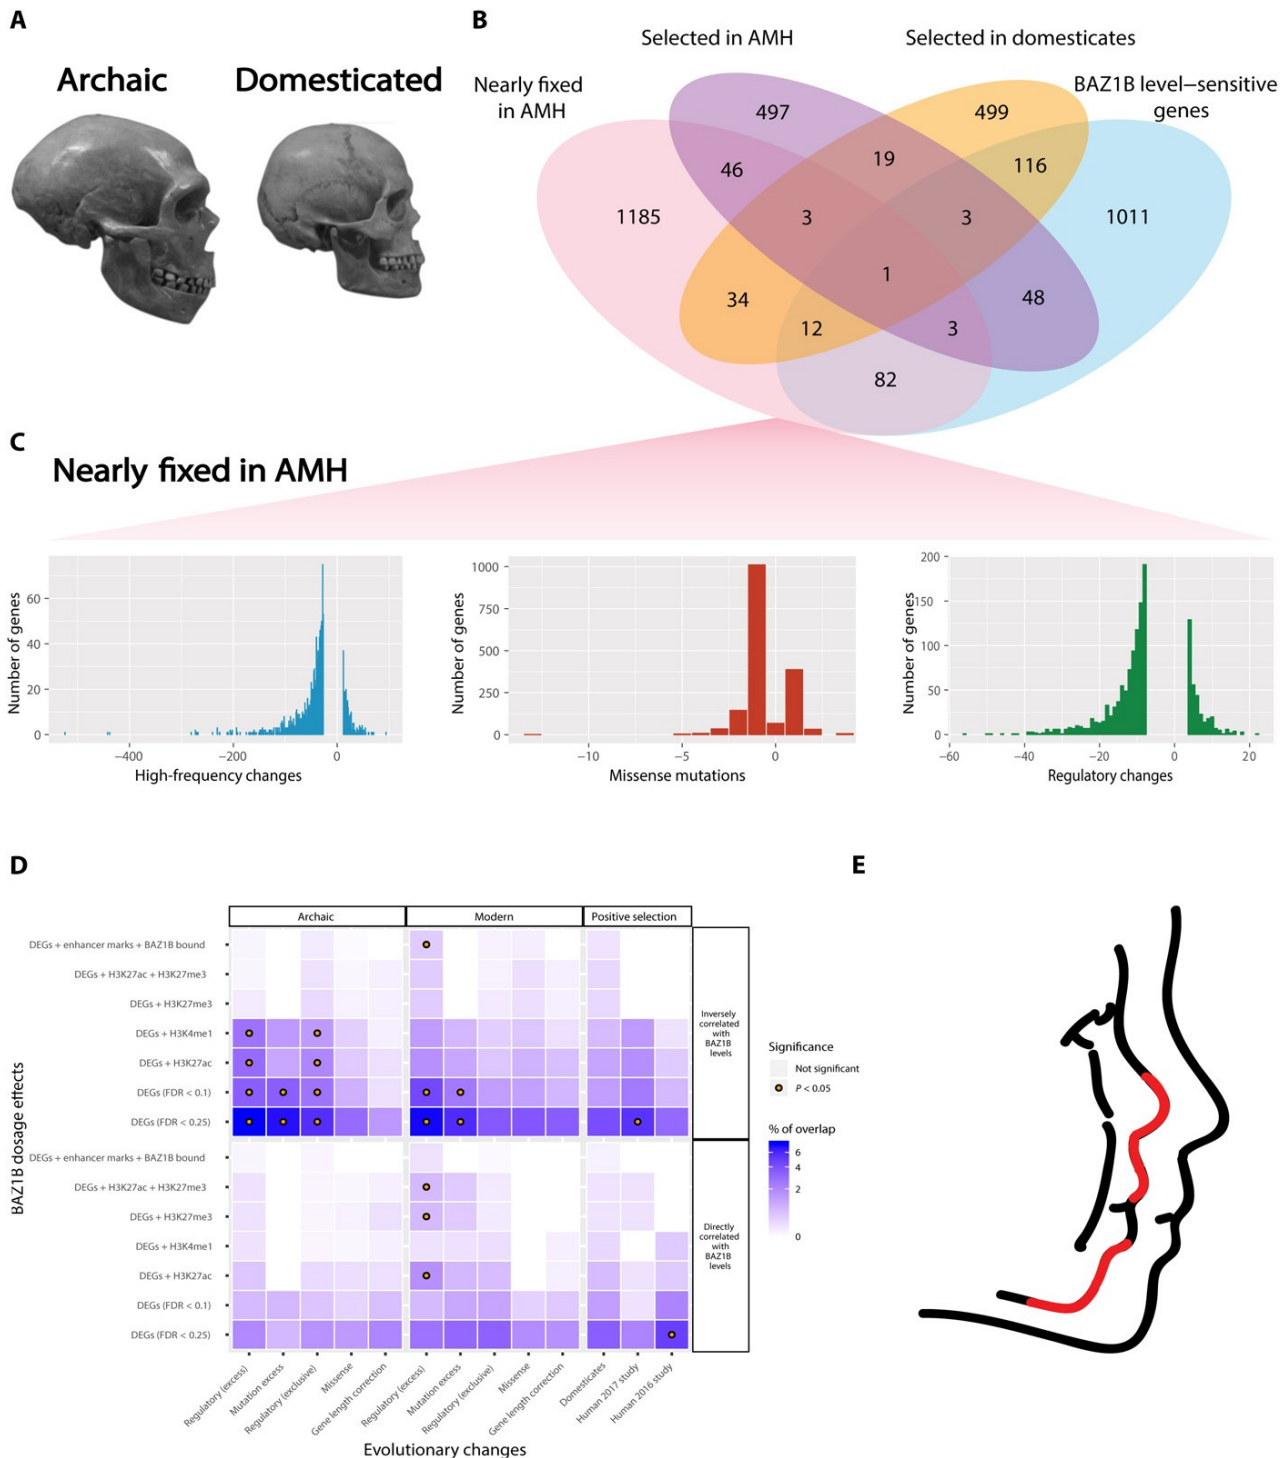 A
Archaic
Domesticated
B
Selected in AMH
Selected in domesticates
Nearly fixed
in AMH
BAZ1B level–sensitive
genes
497
499
46
19
116
1185
3
3
1011
1
34
48
12
3
82
C
Nearly fixed in AMH
Number of genes
60
40
20
0
−400
−200
0
High-frequency changes
Number of genes
1000
750
500
250
0
−10
−5
0
Missense mutations
Number of genes
200
150
100
50
0
−60
−40
−20
0
20
Regulatory changes
D
Archaic
Modern
Positive selection
BAZ1B dosage effects
DEGs + enhancer marks + BAZ1B bound
DEGs + H3K27ac + H3K27me3
DEGs + H3K27me3
DEGs + H3K4me1
DEGs + H3K27ac
DEGs (FDR < 0.1)
DEGs (FDR < 0.25)
Inversely
correlated
with
BAZ1B
levels
DEGs + enhancer marks + BAZ1B bound
DEGs + H3K27ac + H3K27me3
DEGs + H3K27me3
DEGs + H3K4me1
DEGs + H3K27ac
DEGs (FDR < 0.1)
DEGs (FDR < 0.25)
Directly
correlated
with
BAZ1B
levels
Significance
Not significant
P < 0.05
% of overlap
6
4
2
0
Regulatory (excess)
Mutation excess
Regulatory (exclusive)
Missense
Gene length correction
Regulatory (excess)
Mutation excess
Regulatory (exclusive)
Missense
Gene length correction
Domesticates
Human 2017 study
Human 2016 study
Evolutionary changes
E